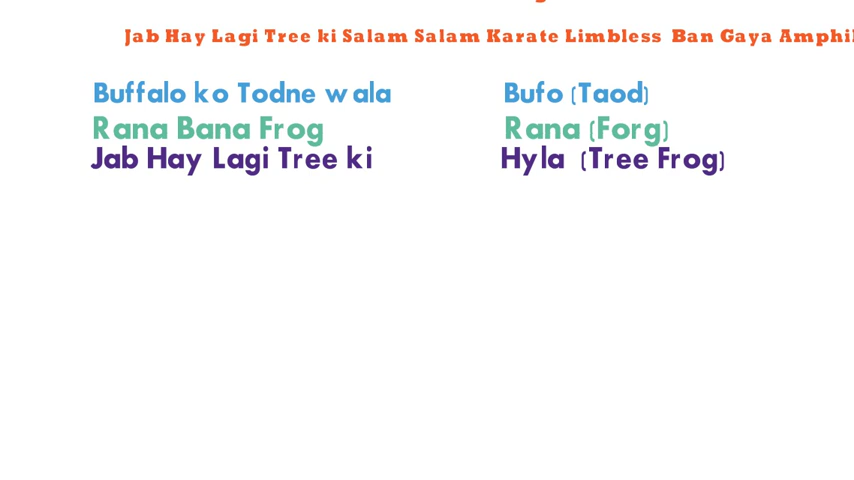 Jab Hay Lagi Tree ki Salam Salam Karate Limbless Ban Gaya
Buffalo ko Todne wala Bufo (Taod)
Rana Bana Frog Rana (Forg)
Jab Hay Lagi Tree ki Hyla (Tree Frog)